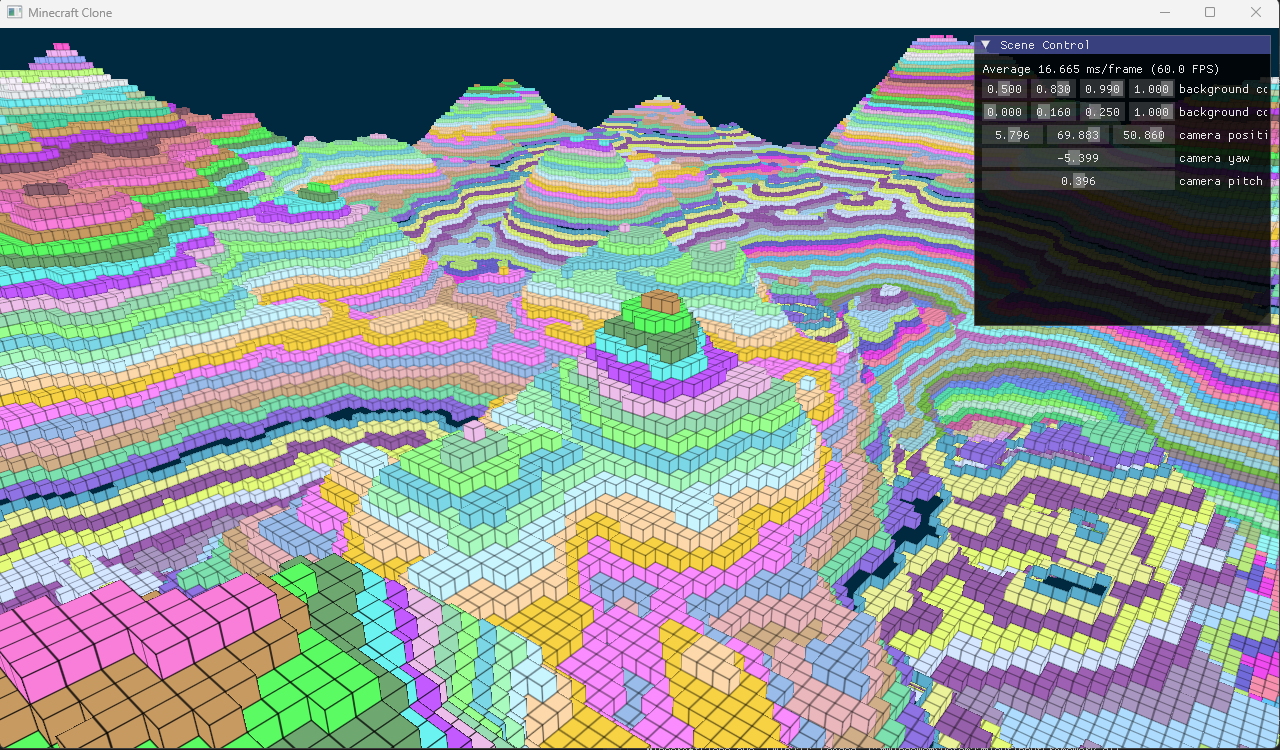 Minecraft Clone
Scene Control
Average 16.665 ms/frame (60.0 FPS)
0.500 0.830 0.990 1.000 background co
0.000 0.160 0.250 1.000 background co
5.796 69.883 50.860 camera positi
-5.399 camera yaw
0.396 camera pitch